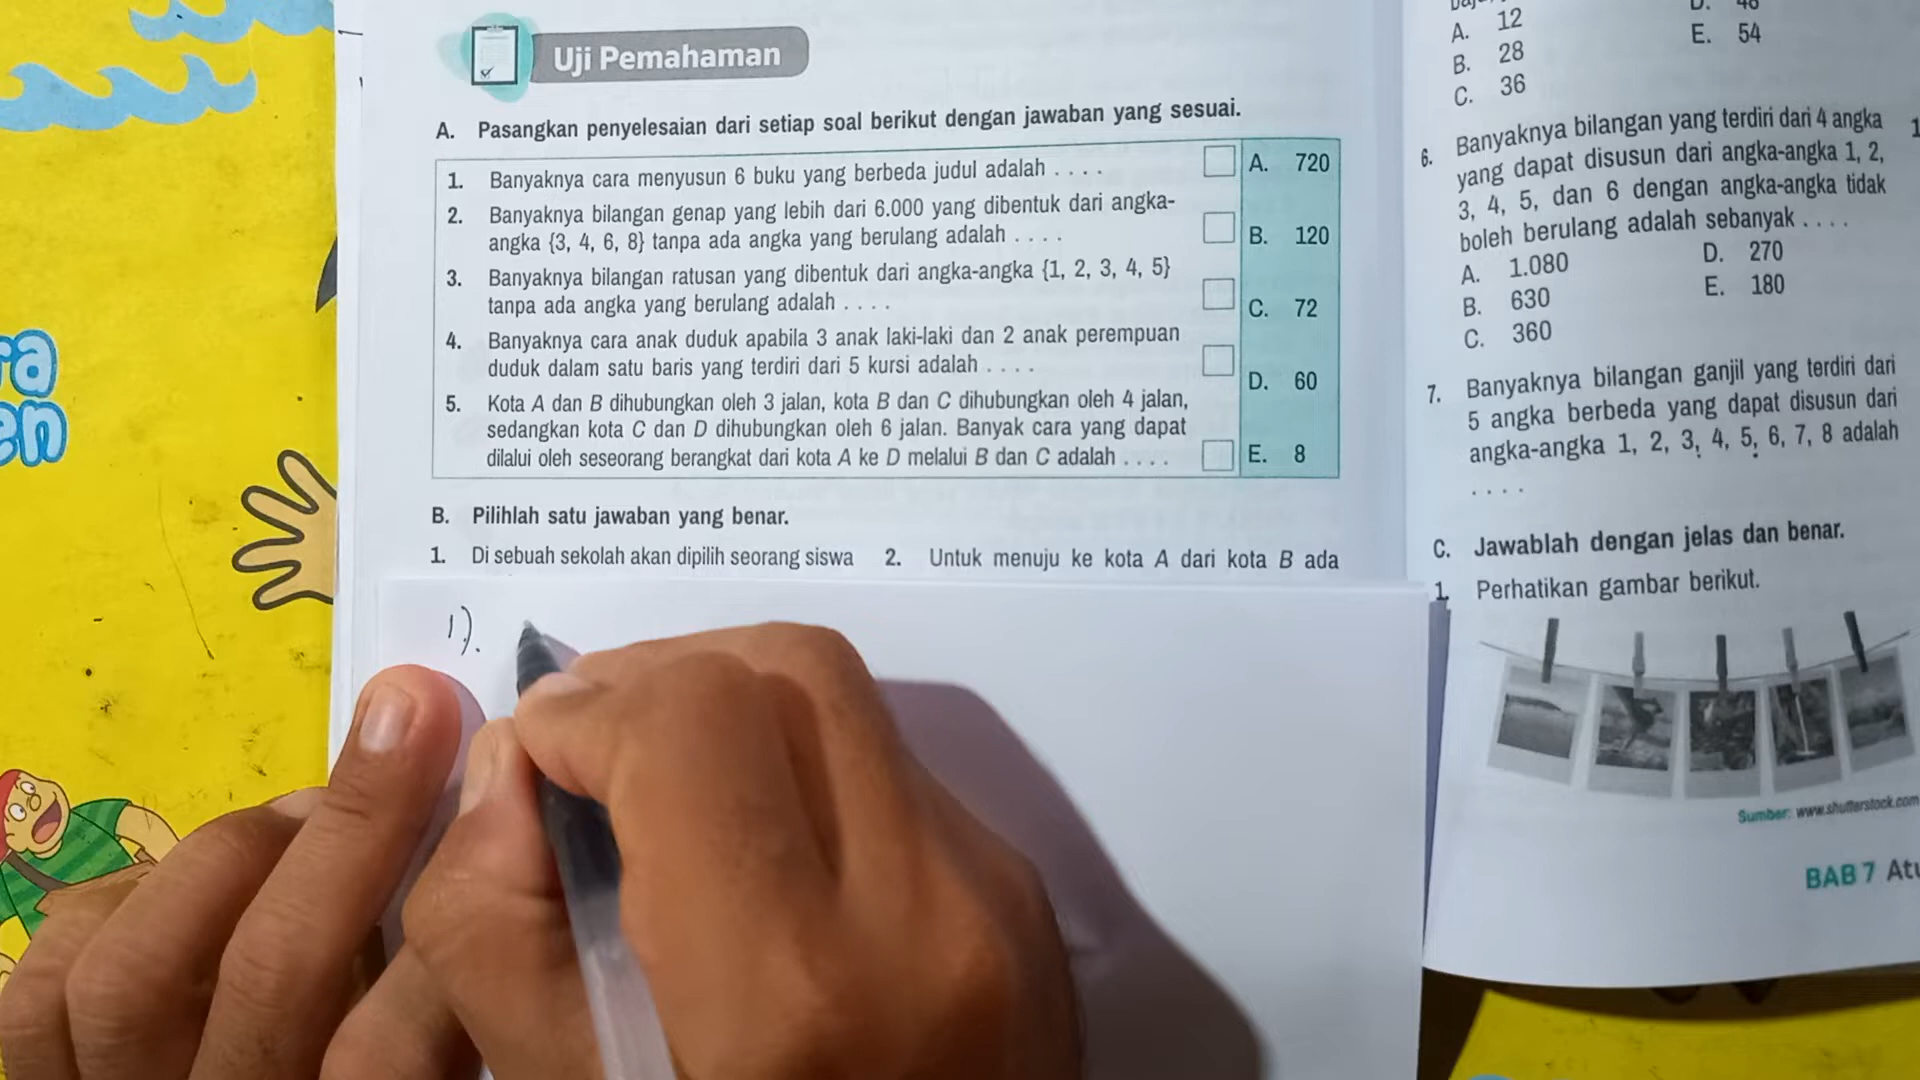 Uji Pemahaman
A. Pasangkan penyelesaian dari setiap soal berikut dengan jawaban yang sesuai.
1. Banyaknya cara menyusun 6 buku yang berbeda judul adalah . . . .
A. 720
2. Banyaknya bilangan genap yang lebih dari 6.000 yang dibentuk dari angka-
angka {3, 4, 6, 8} tanpa ada angka yang berulang adalah . . . .
B. 120
3. Banyaknya bilangan ratusan yang dibentuk dari angka-angka {1, 2, 3, 4, 5}
tanpa ada angka yang berulang adalah . . . .
C. 72
4. Banyaknya cara anak duduk apabila 3 anak laki-laki dan 2 anak perempuan
duduk dalam satu baris yang terdiri dari 5 kursi adalah . . . .
D. 60
5. Kota A dan B dihubungkan oleh 3 jalan, kota B dan C dihubungkan oleh 4 jalan,
sedangkan kota C dan D dihubungkan oleh 6 jalan. Banyak cara yang dapat
dilalui oleh seseorang berangkat dari kota A ke D melalui B dan C adalah . . . .
E. 8
B. Pilihlah satu jawaban yang benar.
1. Di sebuah sekolah akan dipilih seorang siswa
2. Untuk menuju ke kota A dari kota B ada
1).
A. 12
B. 28
C. 36
D. 48
E. 54
6. Banyaknya bilangan yang terdiri dari 4 angka
yang dapat disusun dari angka-angka 1, 2,
3, 4, 5, dan 6 dengan angka-angka tidak
boleh berulang adalah sebanyak . . . .
A. 1.080
B. 630
C. 360
D. 270
E. 180
7. Banyaknya bilangan ganjil yang terdiri dari
5 angka berbeda yang dapat disusun dari
angka-angka 1, 2, 3, 4, 5, 6, 7, 8 adalah
. . . .
C. Jawablah dengan jelas dan benar.
1. Perhatikan gambar berikut.
Sumber: www.shutterstock.com
BAB 7
en